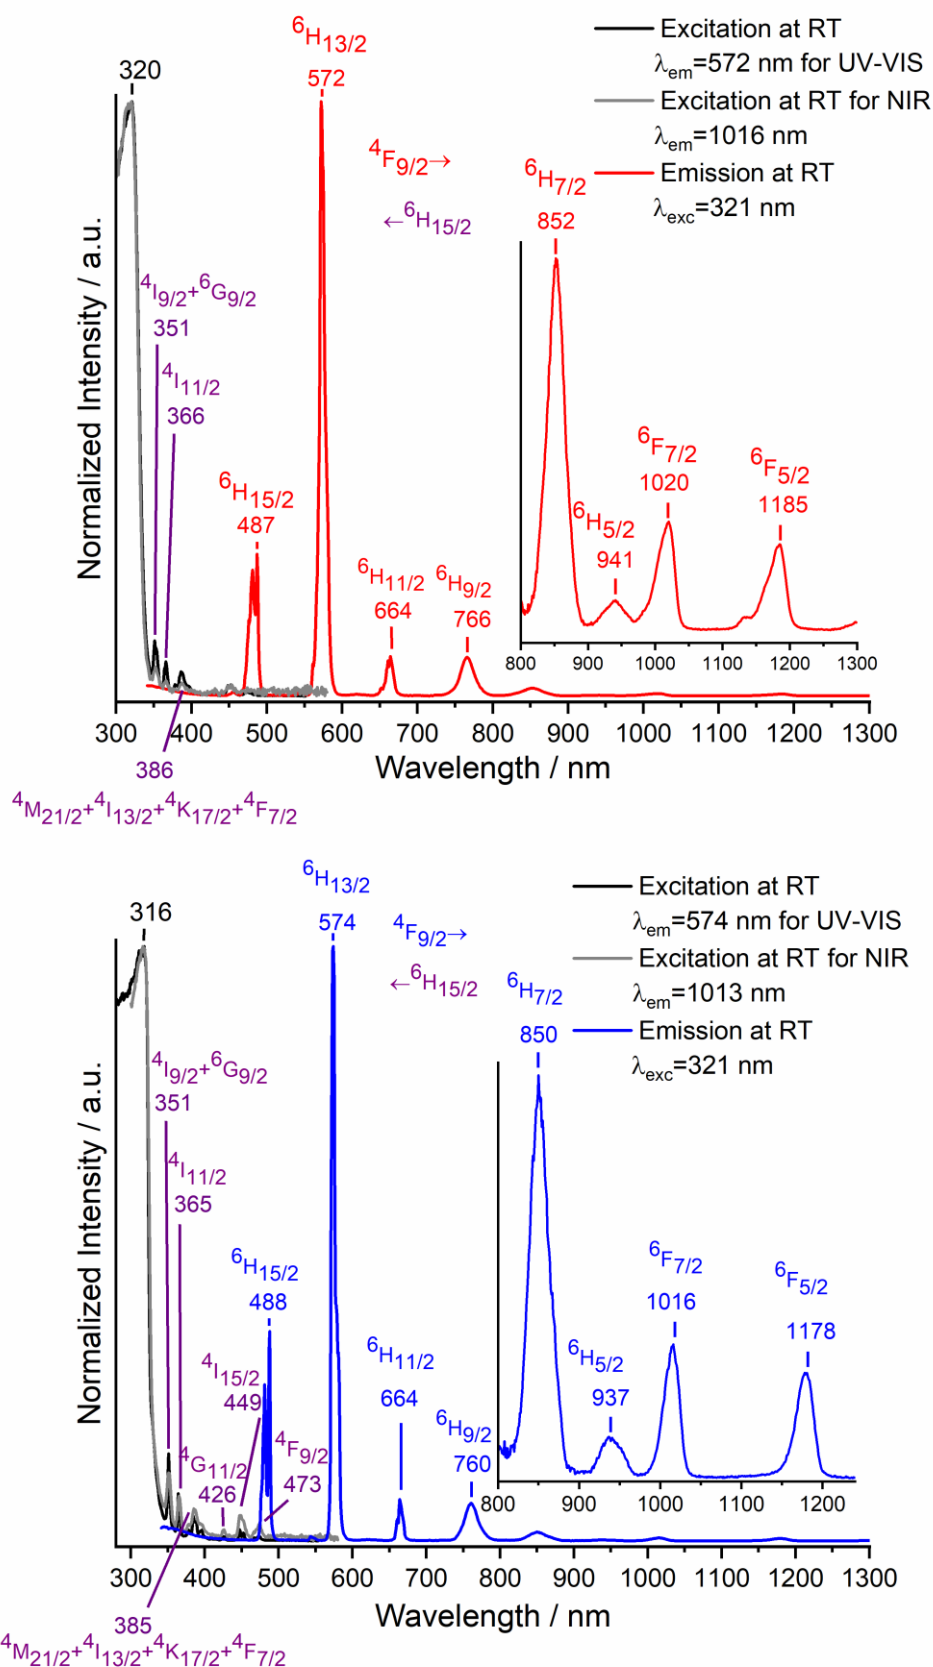 ⁶H₁₃/₂
572
320
Excitation at RT
λem=572 nm for UV-VIS
Excitation at RT for NIR
λem=1016 nm
Emission at RT
λexc=321 nm
⁴F₉/₂→
←⁶H₁₅/₂
⁶H₇/₂
852
⁴I₉/₂+⁶G₉/₂
351
⁴I₁₁/₂
366
⁶H₁₅/₂
487
⁶H₁₁/₂
664
⁶H₉/₂
766
⁶H₅/₂
941
⁶F₇/₂
1020
⁶F₅/₂
1185
800 900 1000 1100 1200 1300
Normalized Intensity / a.u.
300 400 500 600 700 800 900 1000 1100 1200 1300
Wavelength / nm
386
⁴M₂₁/₂+⁴I₁₃/₂+⁴K₁₇/₂+⁴F₇/₂
⁶H₁₃/₂
574
316
Excitation at RT
λem=574 nm for UV-VIS
Excitation at RT for NIR
λem=1013 nm
Emission at RT
λexc=321 nm
⁴F₉/₂→
←⁶H₁₅/₂
⁶H₇/₂
850
⁴I₉/₂+⁶G₉/₂
351
⁴I₁₁/₂
365
⁶H₁₅/₂
488
⁴I₁₅/₂
449
⁴G₁₁/₂
426
⁴F₉/₂
473
⁶H₁₁/₂
664
⁶H₉/₂
760
⁶H₅/₂
937
⁶F₇/₂
1016
⁶F₅/₂
1178
800 900 1000 1100 1200
Normalized Intensity / a.u.
300 400 500 600 700 800 900 1000 1100 1200 1300
Wavelength / nm
385
⁴M₂₁/₂+⁴I₁₃/₂+⁴K₁₇/₂+⁴F₇/₂